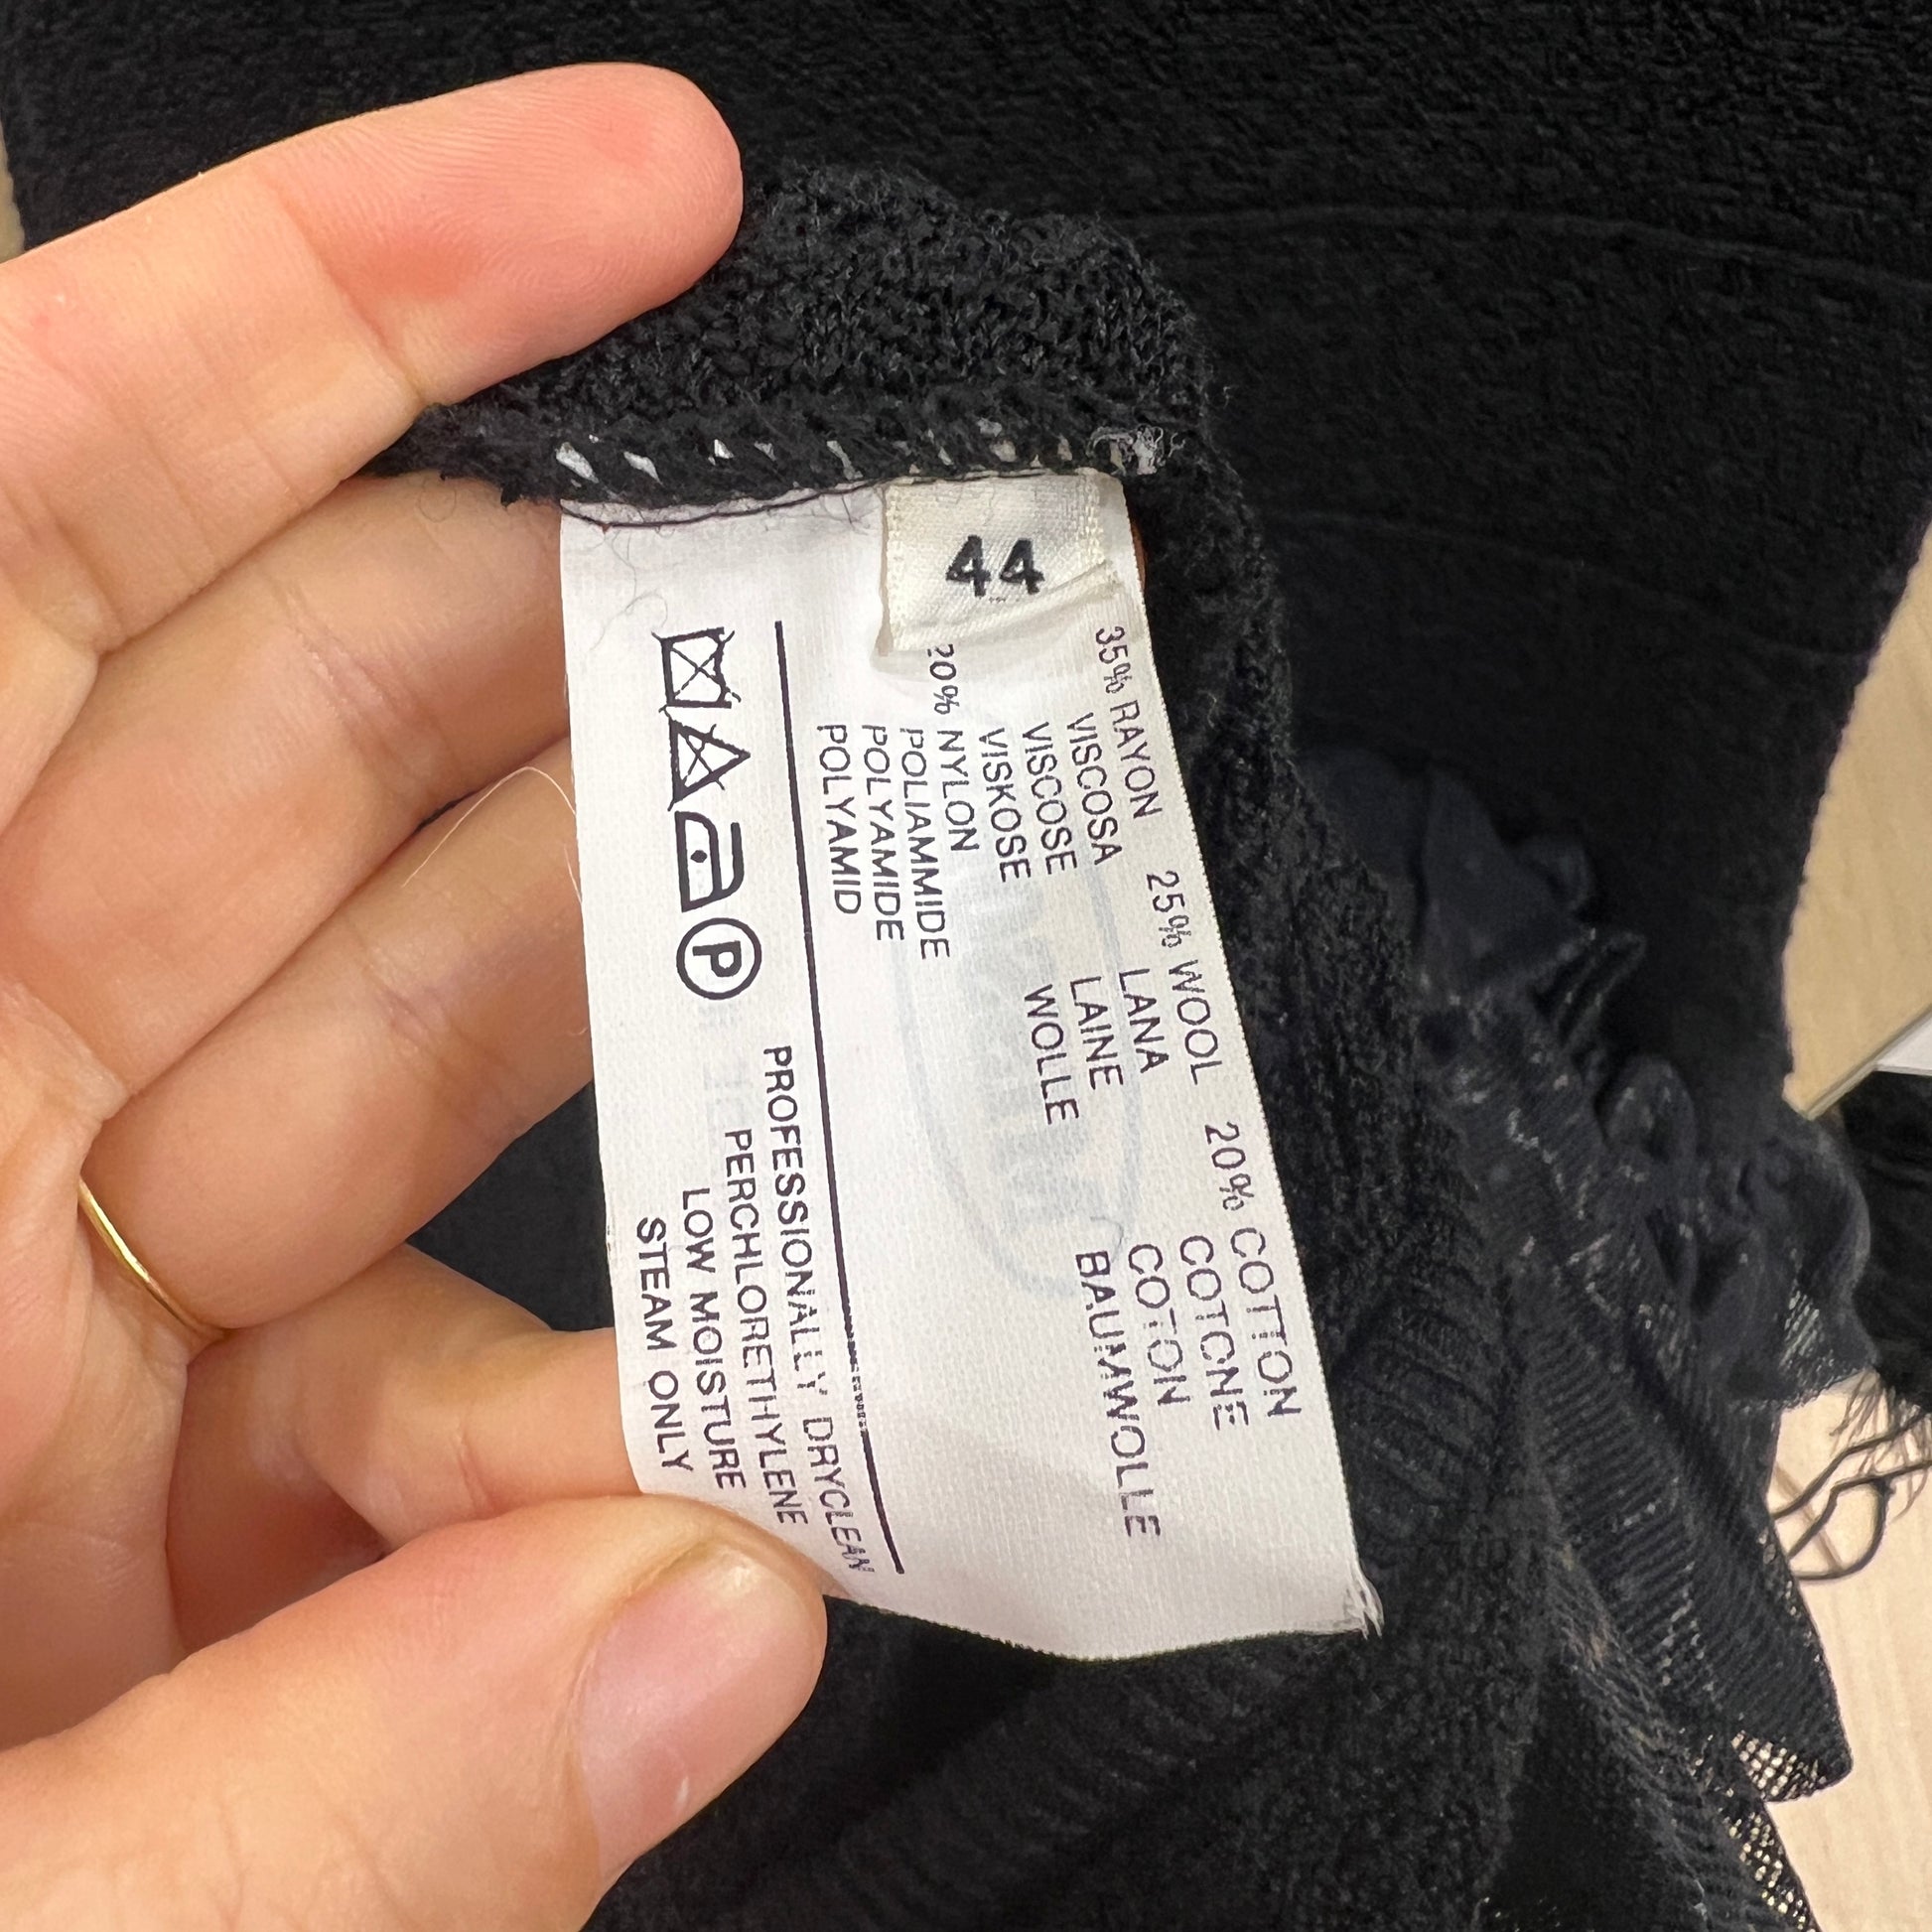 44
35% RAYON
VISCOSA
VISCOSE
VISKOSE
25% WOOL
LANA
LAINE
WOLLE
20% COTTON
COTONE
COTON
BAUMWOLLE
20% NYLON
POLIAMMIDE
POLYAMIDE
POLYAMID
P
PROFESSIONALLY DRYCLEAN
PERCHLORETHYLENE
LOW MOISTURE
STEAM ONLY